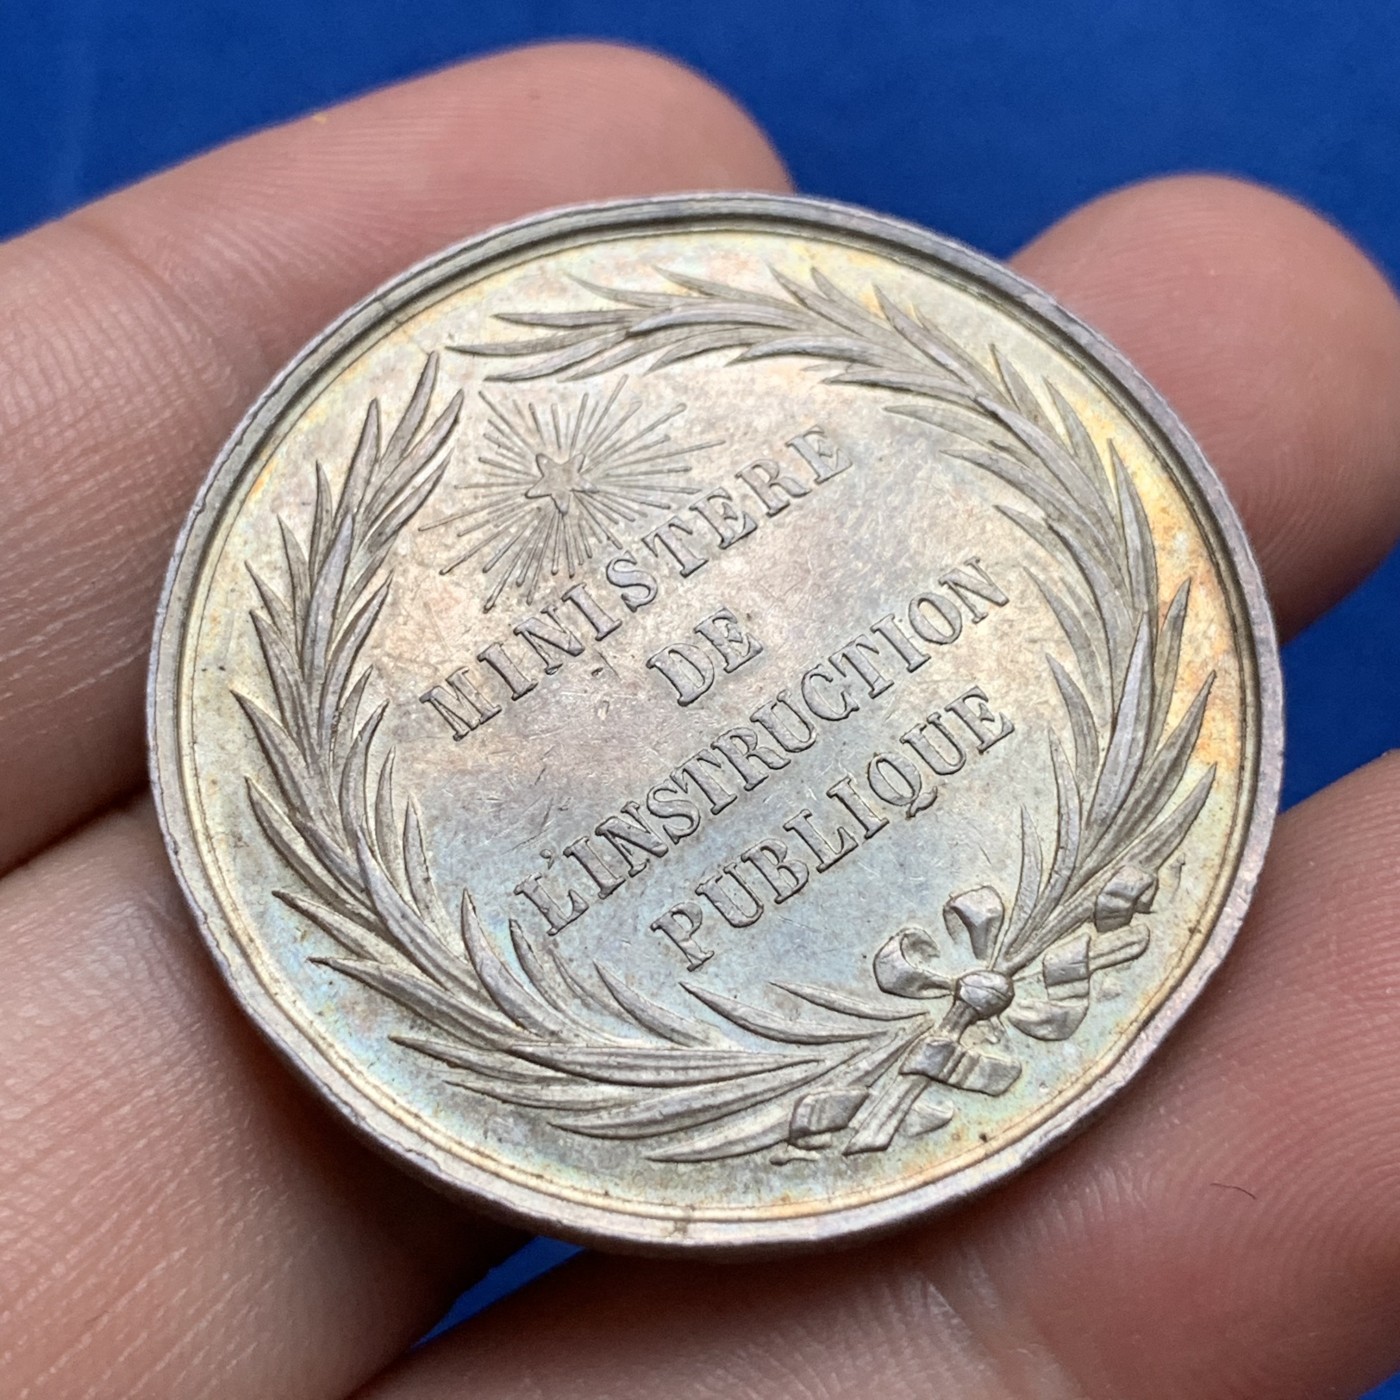 MINISTERE
DE
L'INSTRUCTION
PUBLIQUE